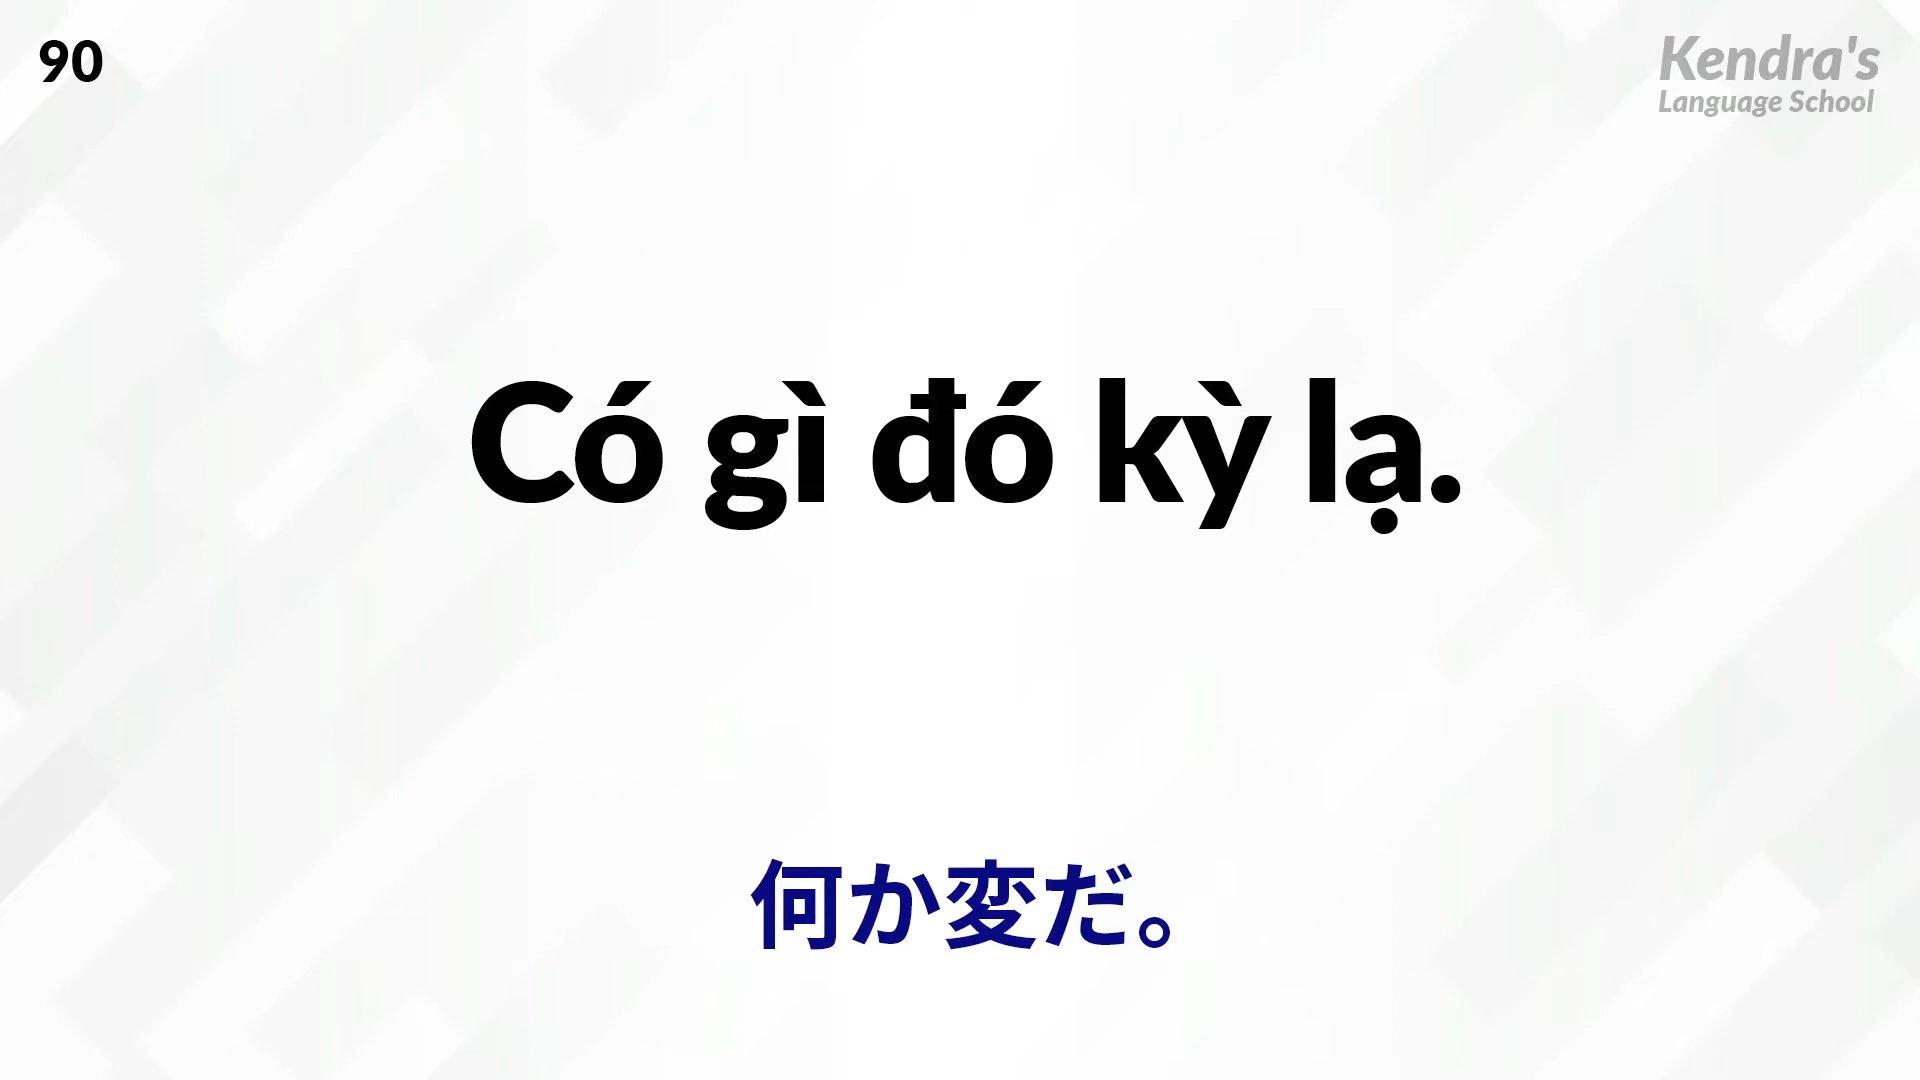 90
Kendra's
Language School
Có gì đó kỳ lạ.
何か変だ。